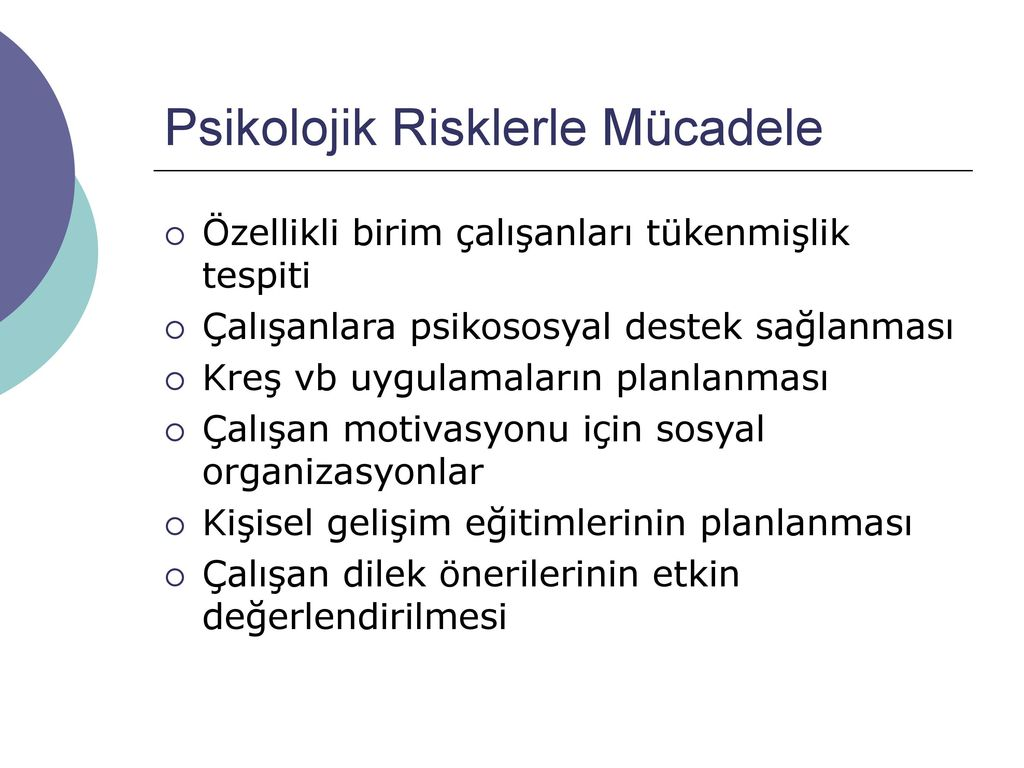 Psikolojik Risklerle Mücadele
Özellikli birim çalışanları tükenmişlik
tespiti
Çalışanlara psikososyal destek sağlanması
Kreş vb uygulamaların planlanması
Çalışan motivasyonu için sosyal
organizasyonlar
Kişisel gelişim eğitimlerinin planlanması
Çalışan dilek önerilerinin etkin
değerlendirilmesi